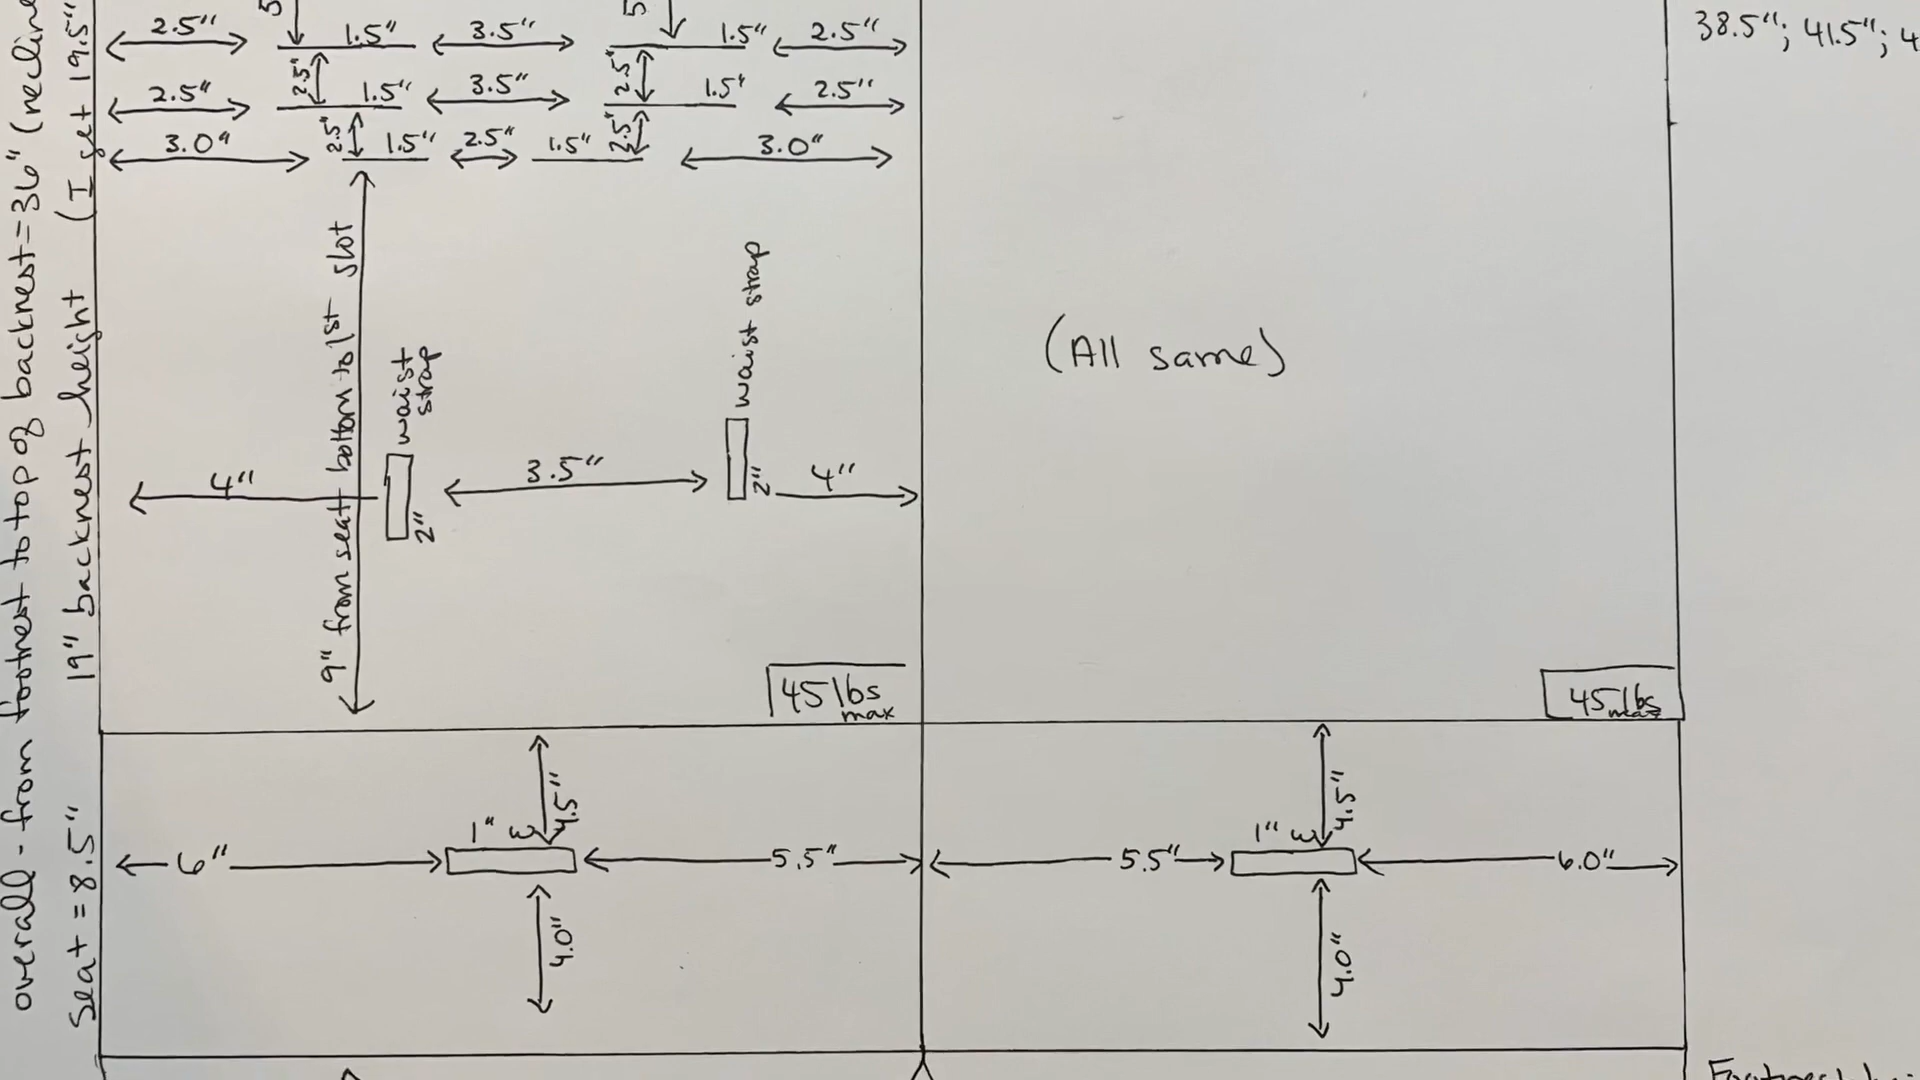 38.5"; 41.5"; 4
2.5" 1.5" 3.5" 1.5" 2.5"
2.5" 2.5"
2.5" 1.5" 3.5" 1.5" 2.5"
2.5" 2.5"
3.0" 1.5" 2.5" 1.5" 3.0"
overall - from footrest to top of backrest = 36" (recline
19" backrest height (I get 19.5"
seat = 8.5"
9" from seat bottom to 1st slot
waist
strap
waist strap
(All same)
4" 3.5" 4"
2" 2"
45 lbs
max
45 lbs
max
4.5" 4.5"
1" w 1" w
6" 5.5" 5.5" 6.0"
4.0" 4.0"